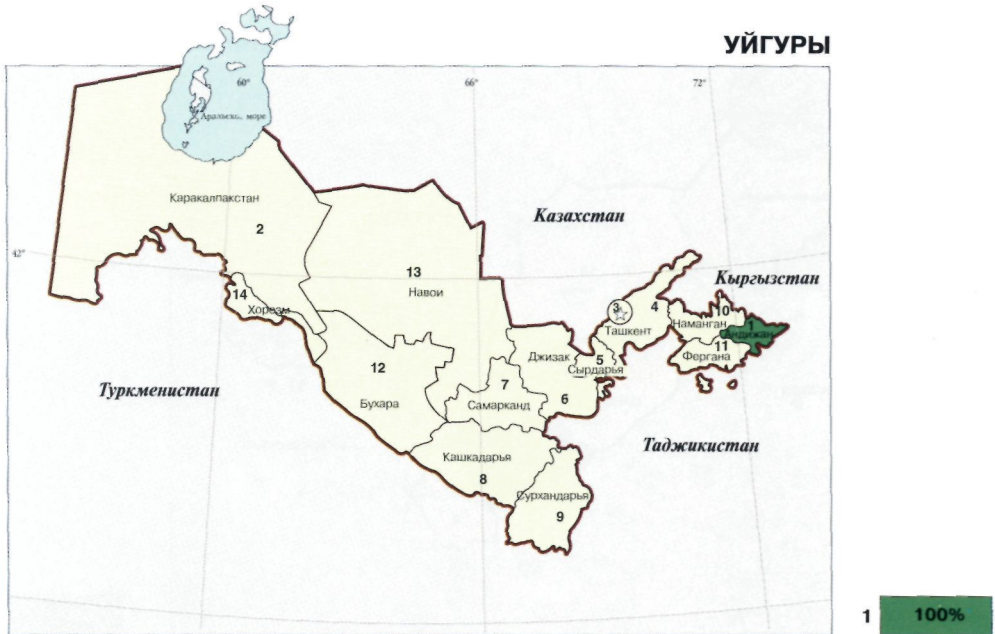 УЙГУРЫ
60°
66°
72°
Аральско. море
Каракалпакстан
2
Казахстан
42°
13
Навои
Кыргызстан
14
Хорезм
3
4
Ташкент
10
Наманган
1
Андижан
11
Фергана
Джизак
5
Сырдарья
12
Бухара
7
Самарканд
6
Туркменистан
Таджикистан
Кашкадарья
8
Сурхандарья
9
1 100%